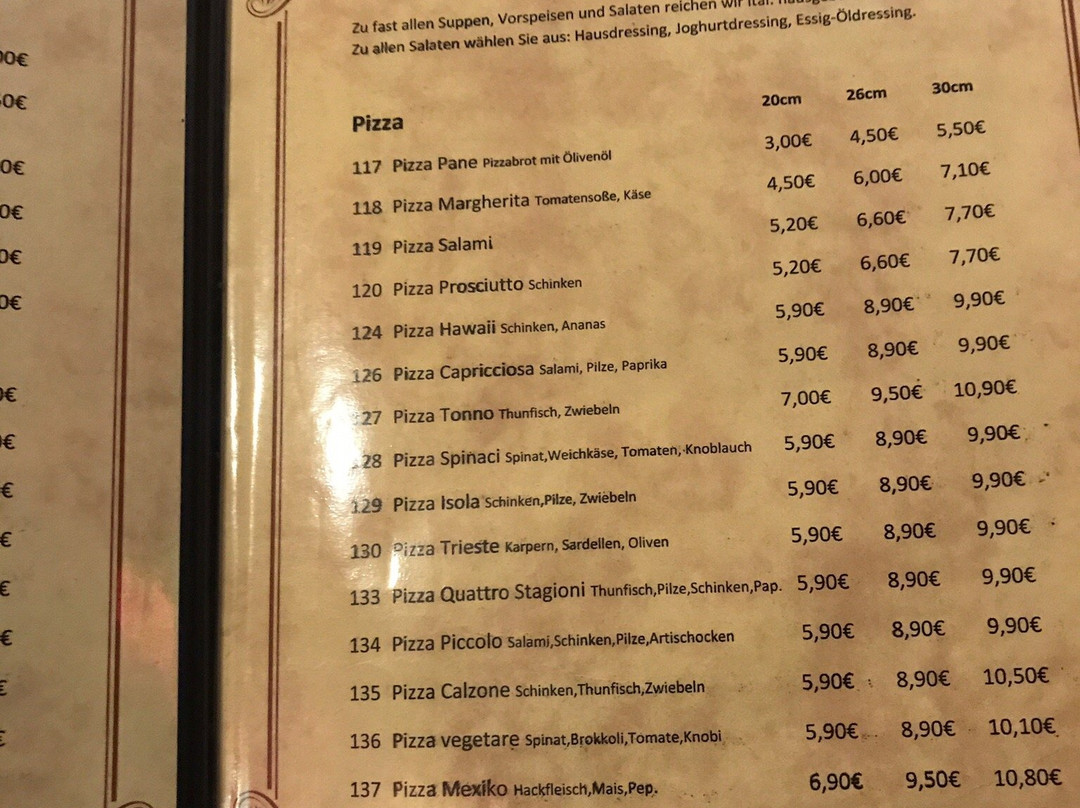 Zu fast allen Suppen, Vorspeisen und Salaten reichen wir ital.
Zu allen Salaten wählen Sie aus: Hausdressing, Joghurtdressing, Essig-Öldressing.
Pizza 20cm 26cm 30cm
117 Pizza Pane Pizzabrot mit Ölivenöl 3,00€ 4,50€ 5,50€
118 Pizza Margherita Tomatensoße, Käse 4,50€ 6,00€ 7,10€
119 Pizza Salami 5,20€ 6,60€ 7,70€
120 Pizza Prosciutto Schinken 5,20€ 6,60€ 7,70€
124 Pizza Hawaii Schinken, Ananas 5,90€ 8,90€ 9,90€
126 Pizza Capricciosa Salami, Pilze, Paprika 5,90€ 8,90€ 9,90€
27 Pizza Tonno Thunfisch, Zwiebeln 7,00€ 9,50€ 10,90€
28 Pizza Spinaci Spinat,Weichkäse, Tomaten, Knoblauch 5,90€ 8,90€ 9,90€
129 Pizza Isola Schinken,Pilze, Zwiebeln 5,90€ 8,90€ 9,90€
130 Pizza Trieste Karpern, Sardellen, Oliven 5,90€ 8,90€ 9,90€
133 Pizza Quattro Stagioni Thunfisch,Pilze,Schinken,Pap. 5,90€ 8,90€ 9,90€
134 Pizza Piccolo Salami,Schinken,Pilze,Artischocken 5,90€ 8,90€ 9,90€
135 Pizza Calzone Schinken,Thunfisch,Zwiebeln 5,90€ 8,90€ 10,50€
136 Pizza vegetare Spinat,Brokkoli,Tomate,Knobi 5,90€ 8,90€ 10,10€
137 Pizza Mexiko Hackfleisch,Mais,Pep. 6,90€ 9,50€ 10,80€